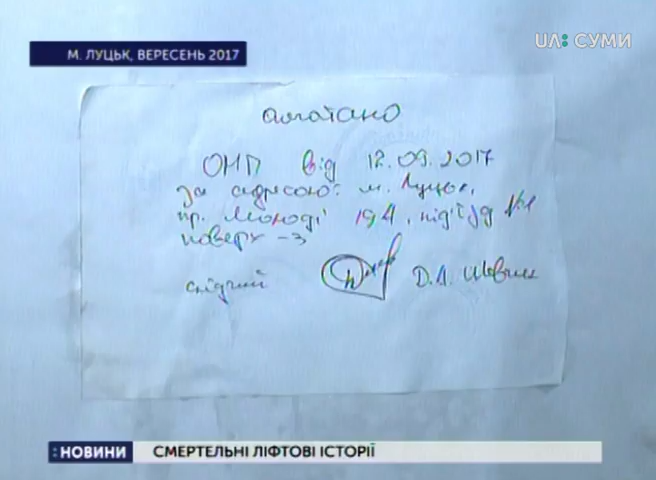 М. ЛУЦЬК, ВЕРЕСЕНЬ 2017
UA: СУМИ
опечатано
ОМП від 12.09.2017
за адресою: м. Луцьк,
пр. Молоді 19А, під'їзд №1
поверх -3
слідчий Д.А. Шевчик
:НОВИНИ СМЕРТЕЛЬНІ ЛІФТОВІ ІСТОРІЇ